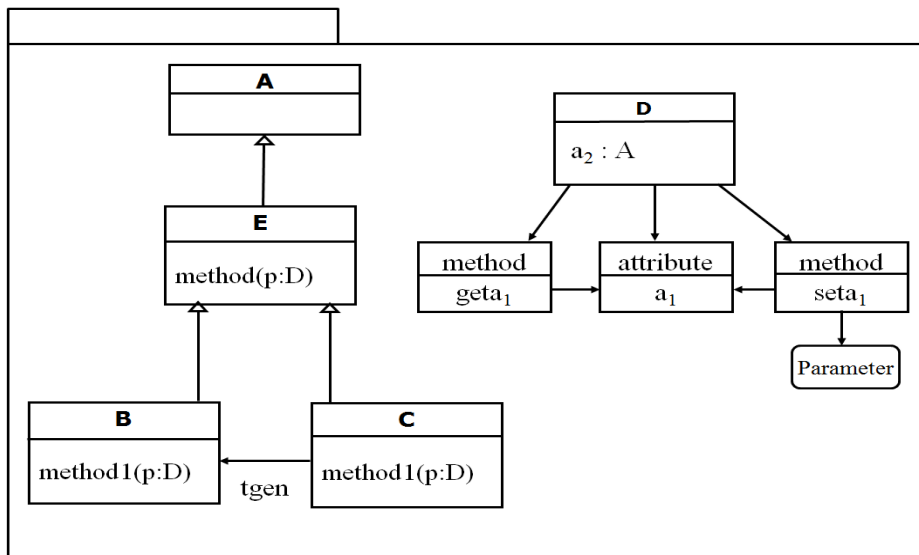 A
E
method(p:D)
B
method1(p:D)
tgen
C
method1(p:D)
D
a₂ : A
method
geta₁
attribute
a₁
method
seta₁
Parameter